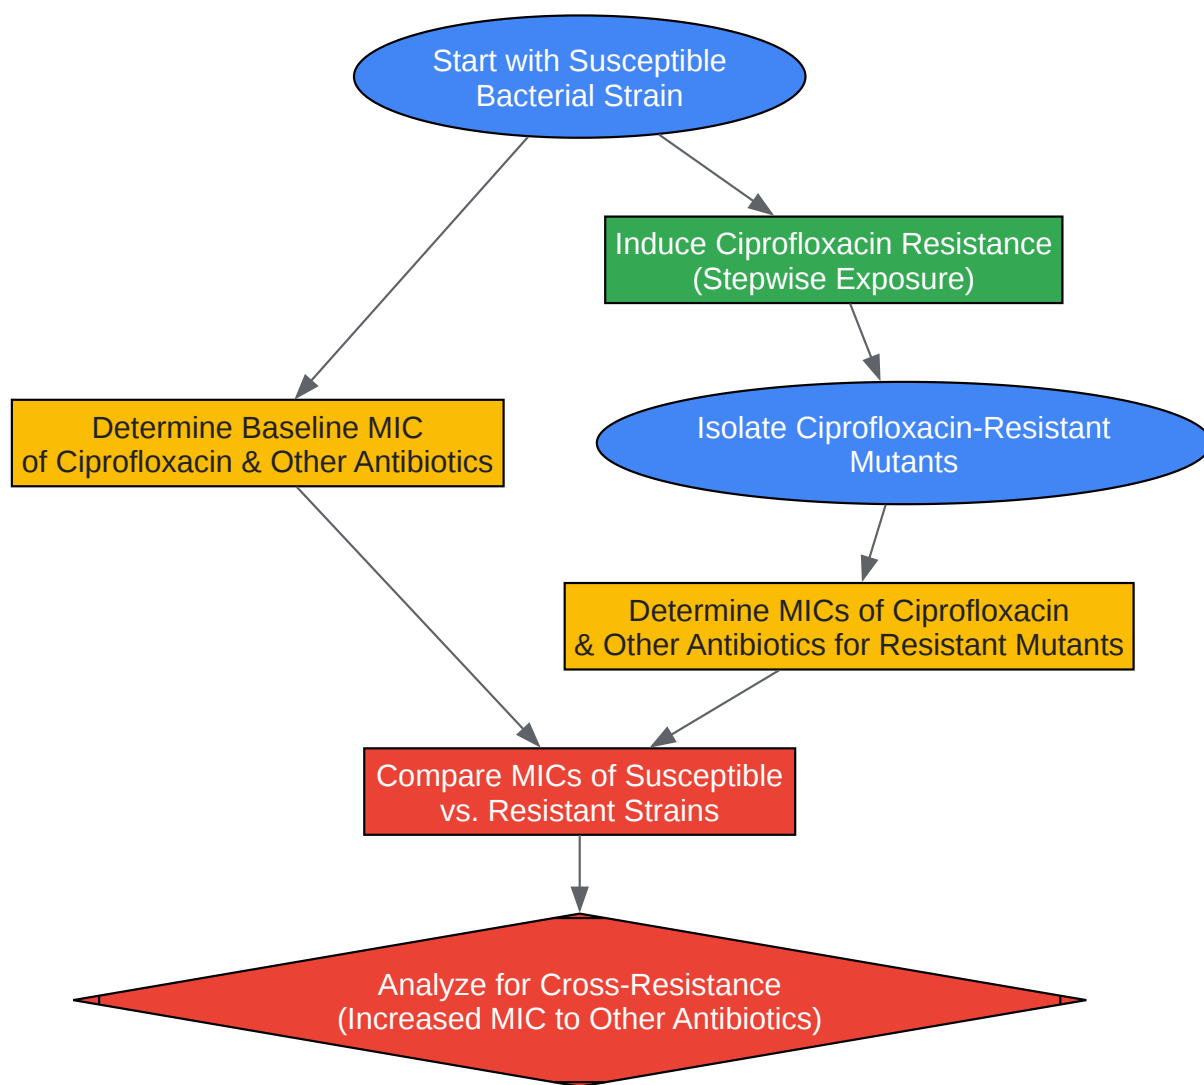 Start with Susceptible
Bacterial Strain
Induce Ciprofloxacin Resistance
(Stepwise Exposure)
Determine Baseline MIC
of Ciprofloxacin & Other Antibiotics
Isolate Ciprofloxacin-Resistant
Mutants
Determine MICs of Ciprofloxacin
& Other Antibiotics for Resistant Mutants
Compare MICs of Susceptible
vs. Resistant Strains
Analyze for Cross-Resistance
(Increased MIC to Other Antibiotics)